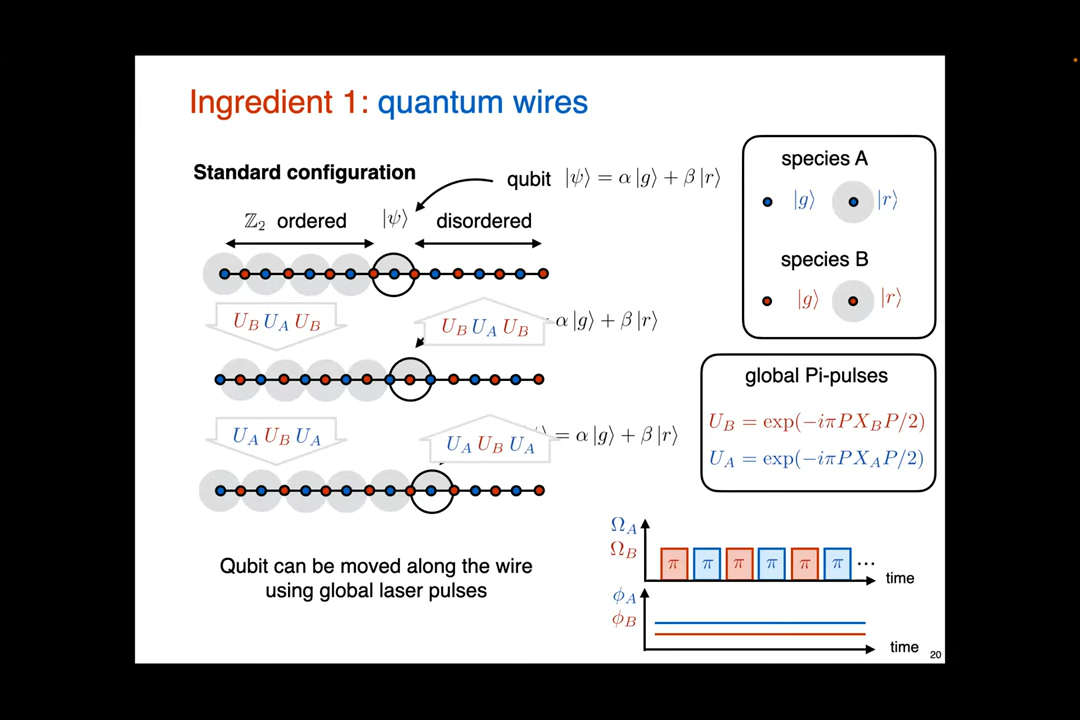 Ingredient 1: quantum wires
Standard configuration
qubit |ψ⟩ = α|g⟩ + β|r⟩
ℤ₂ ordered |ψ⟩ disordered
U_B U_A U_B
U_B U_A U_B
α|g⟩ + β|r⟩
U_A U_B U_A
U_A U_B U_A
⟩ = α|g⟩ + β|r⟩
Qubit can be moved along the wire
using global laser pulses
species A
|g⟩ |r⟩
species B
|g⟩ |r⟩
global Pi-pulses
U_B = exp(−iπPX_BP/2)
U_A = exp(−iπPX_AP/2)
Ω_A
Ω_B
π π π π π π ...
time
ϕ_A
ϕ_B
time
20